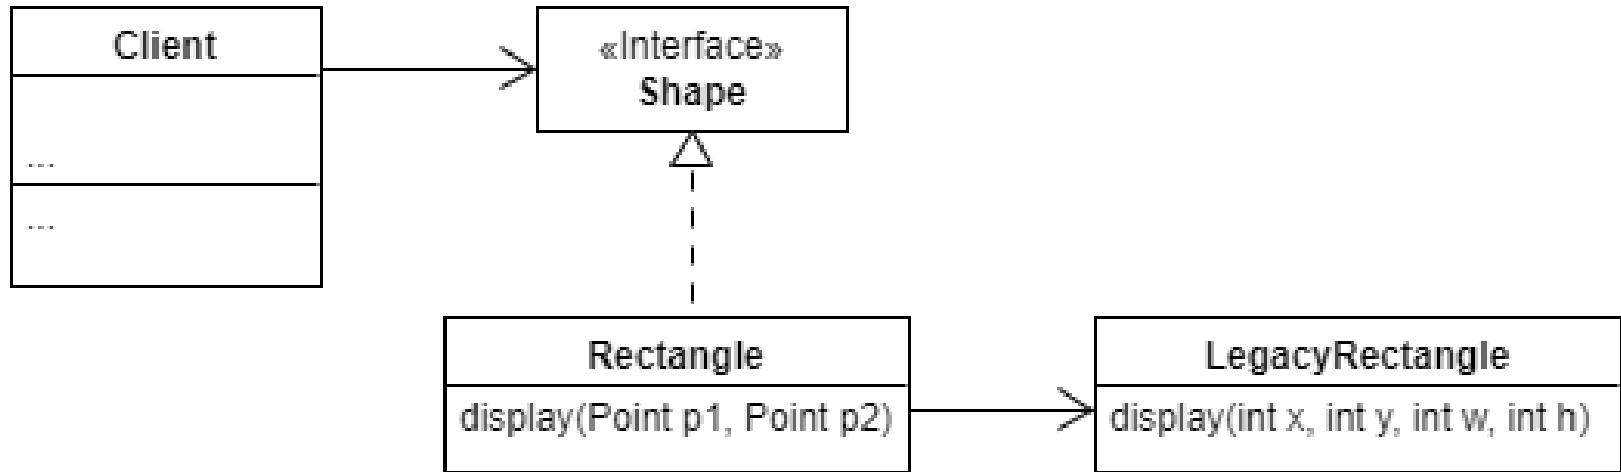 Client
...
...
«Interface»
Shape
Rectangle
display(Point p1, Point p2)
LegacyRectangle
display(int x, int y, int w, int h)